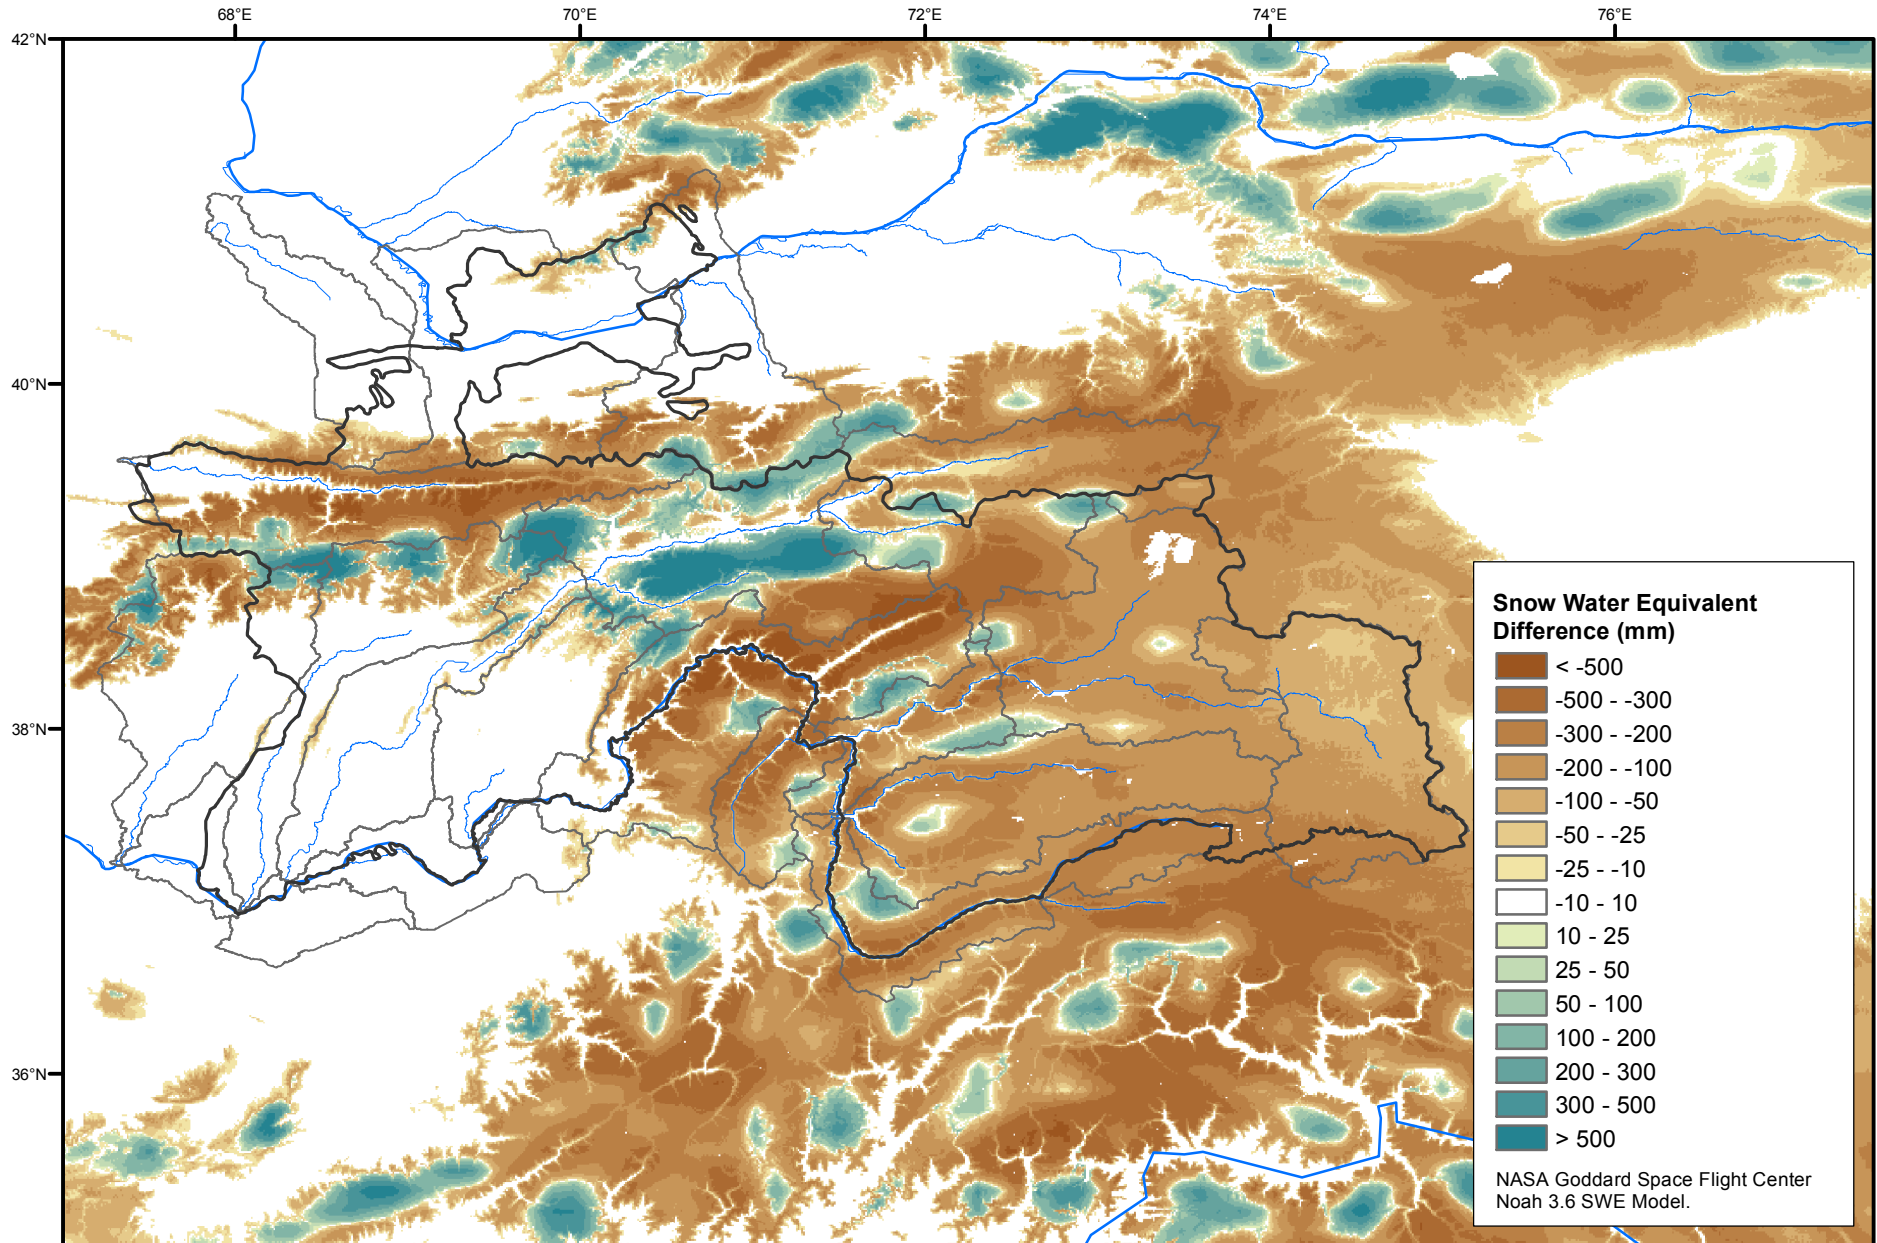 68°E
70°E
72°E
74°E
76°E
42°N
40°N
38°N
36°N
Snow Water Equivalent
Difference (mm)
< -500
-500 - -300
-300 - -200
-200 - -100
-100 - -50
-50 - -25
-25 - -10
-10 - 10
10 - 25
25 - 50
50 - 100
100 - 200
200 - 300
300 - 500
> 500
NASA Goddard Space Flight Center
Noah 3.6 SWE Model.